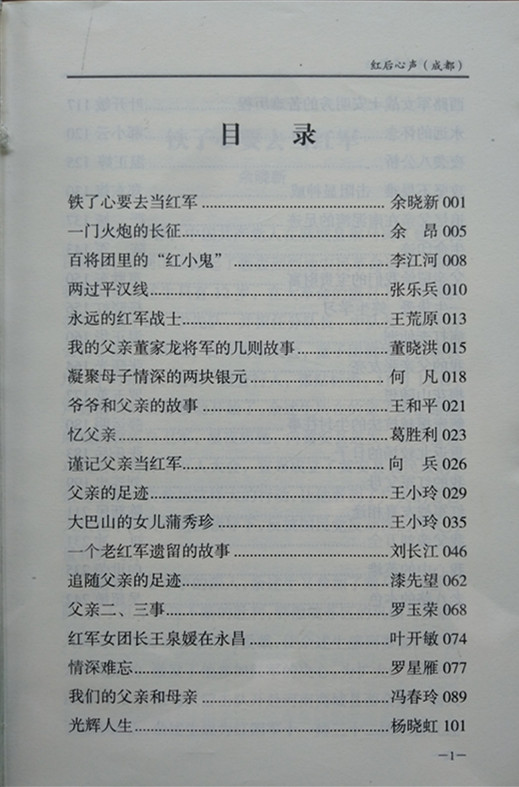 红后心声(成都)
目 录
铁了心要去当红军 余晓新 001
一门火炮的长征 余 昂 005
百将团里的“红小鬼” 李江河 008
两过平汉线 张乐兵 010
永远的红军战士 王荒原 013
我的父亲董家龙将军的几则故事 董晓洪 015
凝聚母子情深的两块银元 何 凡 018
爷爷和父亲的故事 王和平 021
忆父亲 葛胜利 023
谨记父亲当红军 向 兵 026
父亲的足迹 王小玲 029
大巴山的女儿蒲秀珍 王小玲 035
一个老红军遗留的故事 刘长江 046
追随父亲的足迹 漆先望 062
父亲二、三事 罗玉荣 068
红军女团长王泉媛在永昌 叶开敏 074
情深难忘 罗星雁 077
我们的父亲和母亲 冯春玲 089
光辉人生 杨晓虹 101
—1—